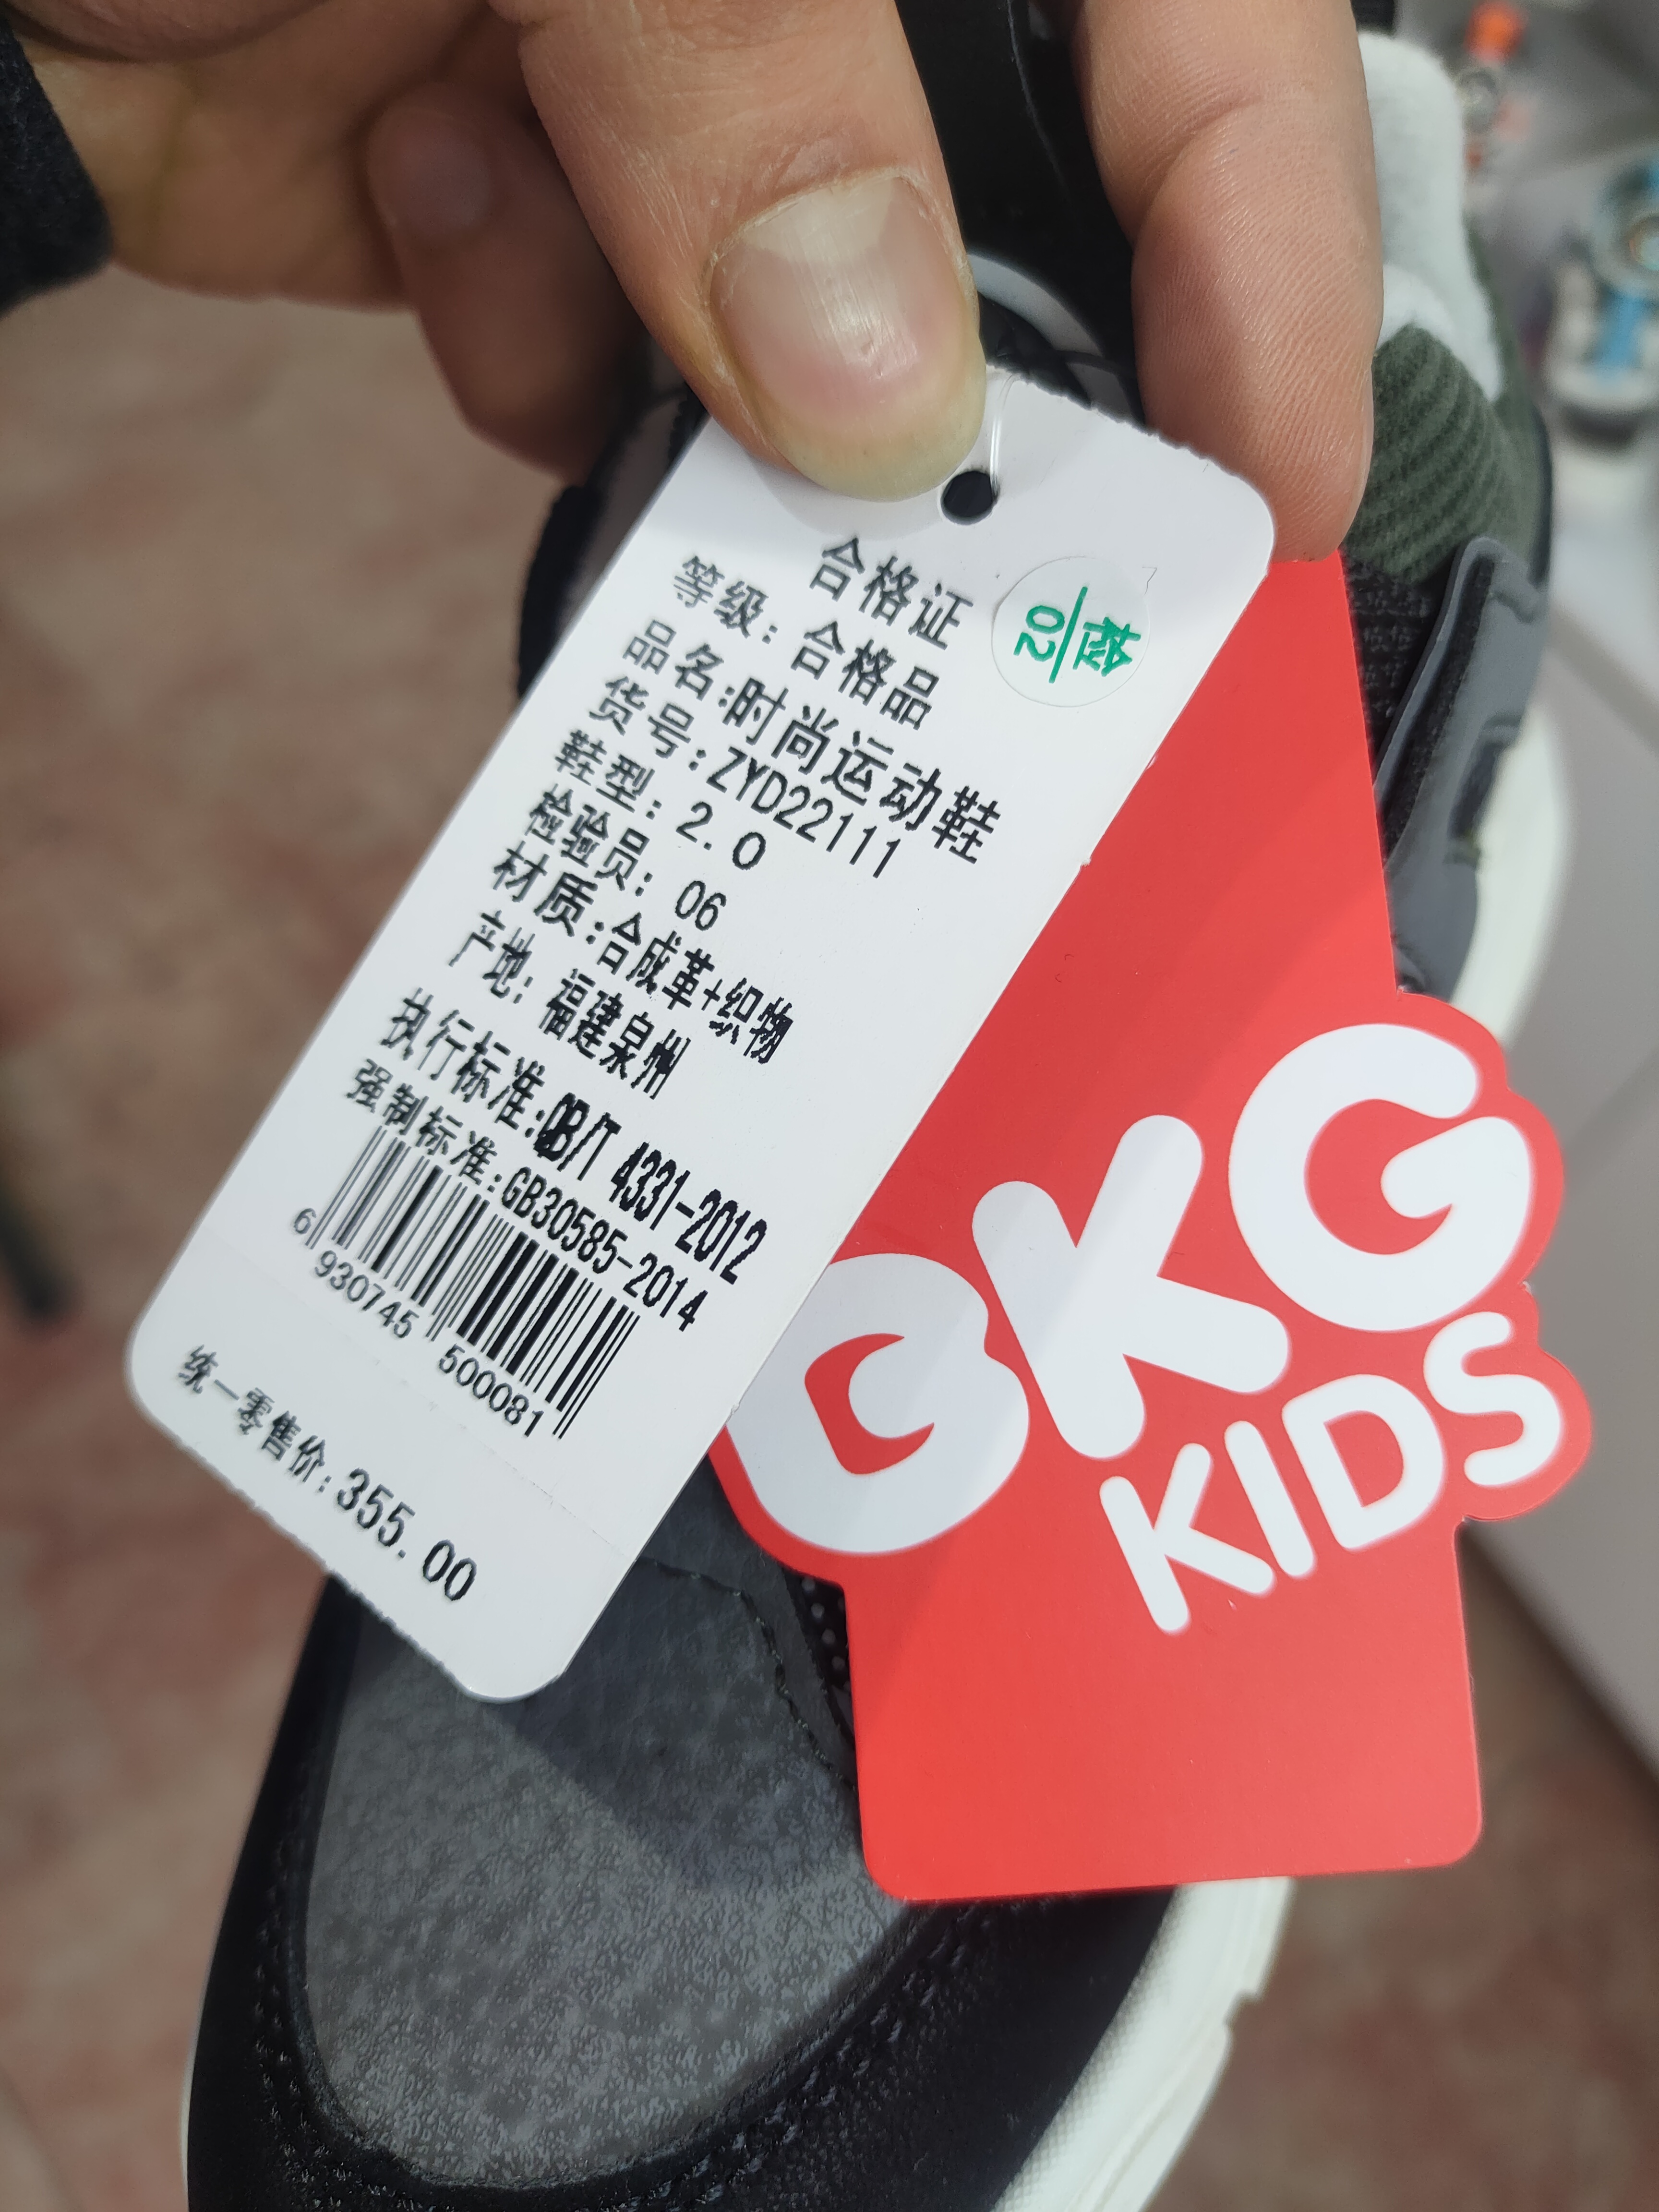 合格证
等级：合格品
品名:时尚运动鞋
货号：ZYD22111
鞋型：2.0
检验员：06
材质:合成革+织物
产地：福建泉州
执行标准:QB/T 4331-2012
强制标准:GB30585-2014
6 930745 500081
统一零售价:355.00
检
02
GKG
KIDS